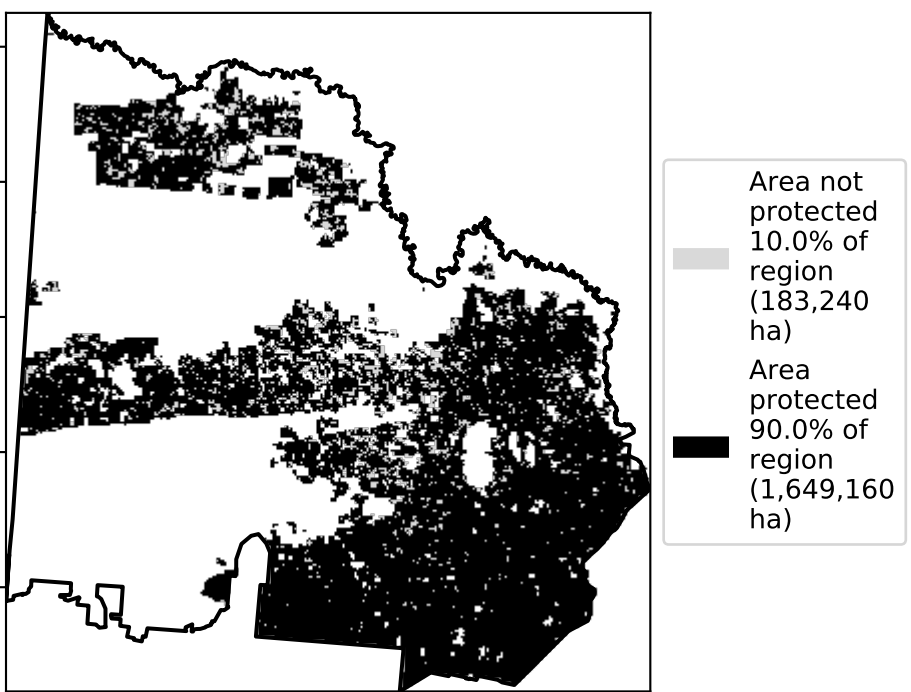 Area not
protected
10.0% of
region
(183,240
ha)
Area
protected
90.0% of
region
(1,649,160
ha)